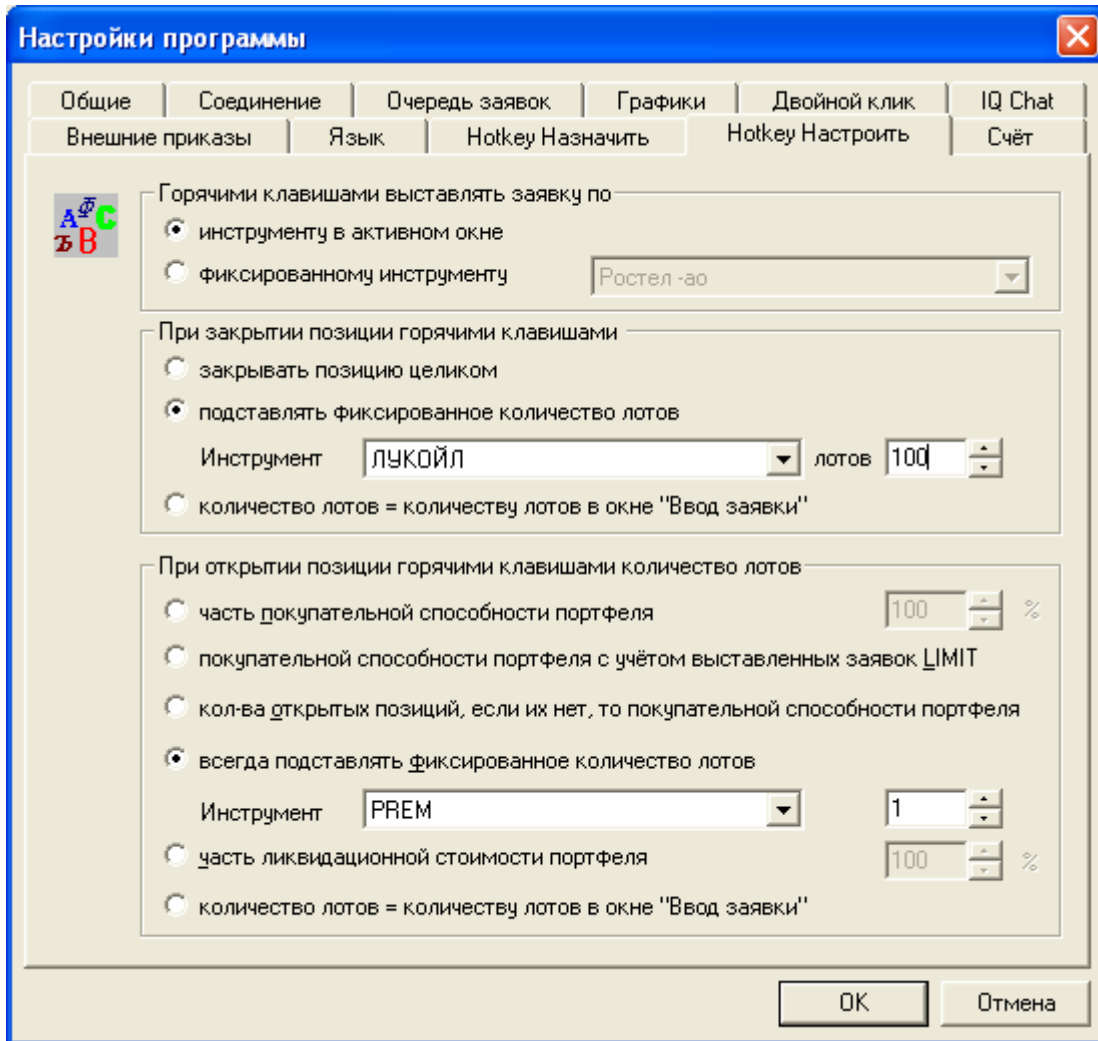 Настройки программы
Общие Соединение Очередь заявок Графики Двойной клик IQ Chat
Внешние приказы Язык Hotkey Назначить Hotkey Настроить Счёт
АФС
ЪВ
Горячими клавишами выставлять заявку по
инструменту в активном окне
фиксированному инструменту Ростел -ао
При закрытии позиции горячими клавишами
закрывать позицию целиком
подставлять фиксированное количество лотов
Инструмент ЛУКОЙЛ лотов 100
количество лотов = количеству лотов в окне "Ввод заявки"
При открытии позиции горячими клавишами количество лотов
часть покупательной способности портфеля 100 %
покупательной способности портфеля с учётом выставленных заявок LIMIT
кол-ва открытых позиций, если их нет, то покупательной способности портфеля
всегда подставлять фиксированное количество лотов
Инструмент PREM 1
часть ликвидационной стоимости портфеля 100 %
количество лотов = количеству лотов в окне "Ввод заявки"
OK Отмена